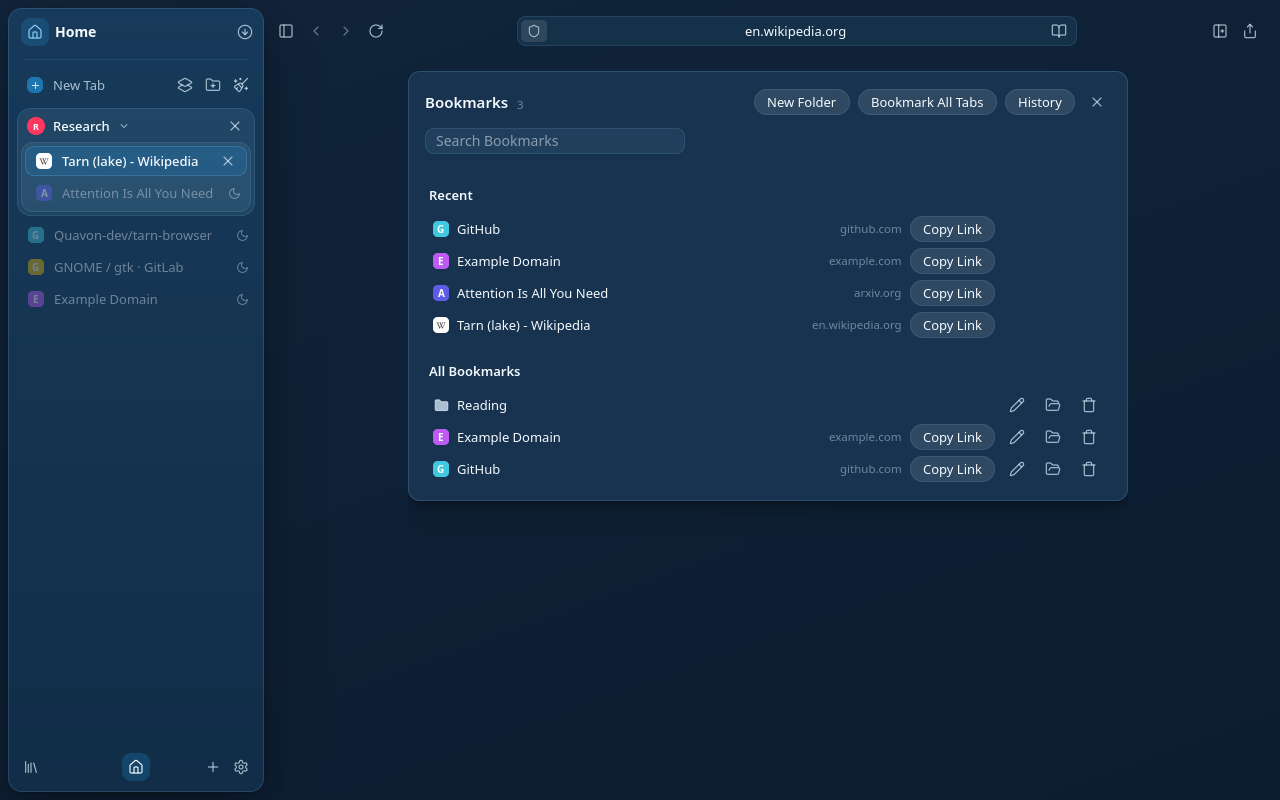 Home
New Tab
R Research
W Tarn (lake) - Wikipedia
A Attention Is All You Need
G Quavon-dev/tarn-browser
G GNOME / gtk · GitLab
E Example Domain
en.wikipedia.org
Bookmarks 3
New Folder
Bookmark All Tabs
History
Search Bookmarks
Recent
G GitHub github.com Copy Link
E Example Domain example.com Copy Link
A Attention Is All You Need arxiv.org Copy Link
W Tarn (lake) - Wikipedia en.wikipedia.org Copy Link
All Bookmarks
Reading
E Example Domain example.com Copy Link
G GitHub github.com Copy Link